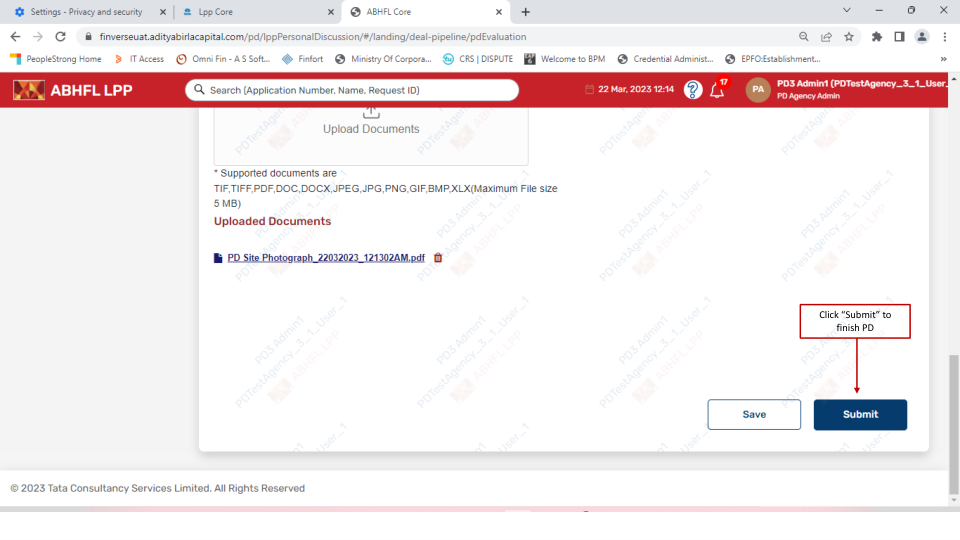 Settings - Privacy and security
Lpp Core
ABHFL Core
finverseuat.adityabirlacapital.com/pd/lppPersonalDiscussion/#/landing/deal-pipeline/pdEvaluation
PeopleStrong Home
IT Access
Omni Fin - A S Soft...
Finfort
Ministry Of Corpora...
CRS | DISPUTE
Welcome to BPM
Credential Administ...
EPFO:Establishment...
ABHFL LPP
Search (Application Number, Name, Request ID)
22 Mar, 2023 12:14
17
PA
PD3 Admin1 (PDTestAgency_3_1_User_
PD Agency Admin
Upload Documents
* Supported documents are
TIF,TIFF,PDF,DOC,DOCX,JPEG,JPG,PNG,GIF,BMP,XLX(Maximum File size
5 MB)
Uploaded Documents
PD Site Photograph_22032023_121302AM.pdf
Click “Submit” to
finish PD
Save
Submit
© 2023 Tata Consultancy Services Limited. All Rights Reserved